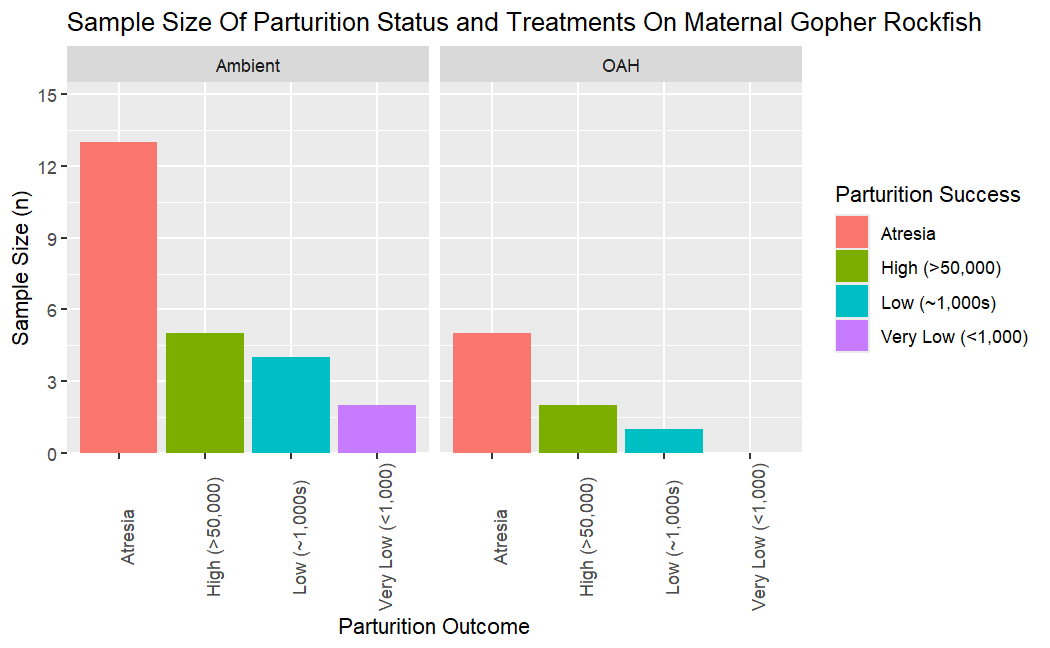 Sample Size Of Parturition Status and Treatments On Maternal Gopher Rockfish
Ambient
OAH
Sample Size (n)
15
12
9
6
3
0
Atresia
High (>50,000)
Low (~1,000s)
Very Low (<1,000)
Atresia
High (>50,000)
Low (~1,000s)
Very Low (<1,000)
Parturition Outcome
Parturition Success
Atresia
High (>50,000)
Low (~1,000s)
Very Low (<1,000)